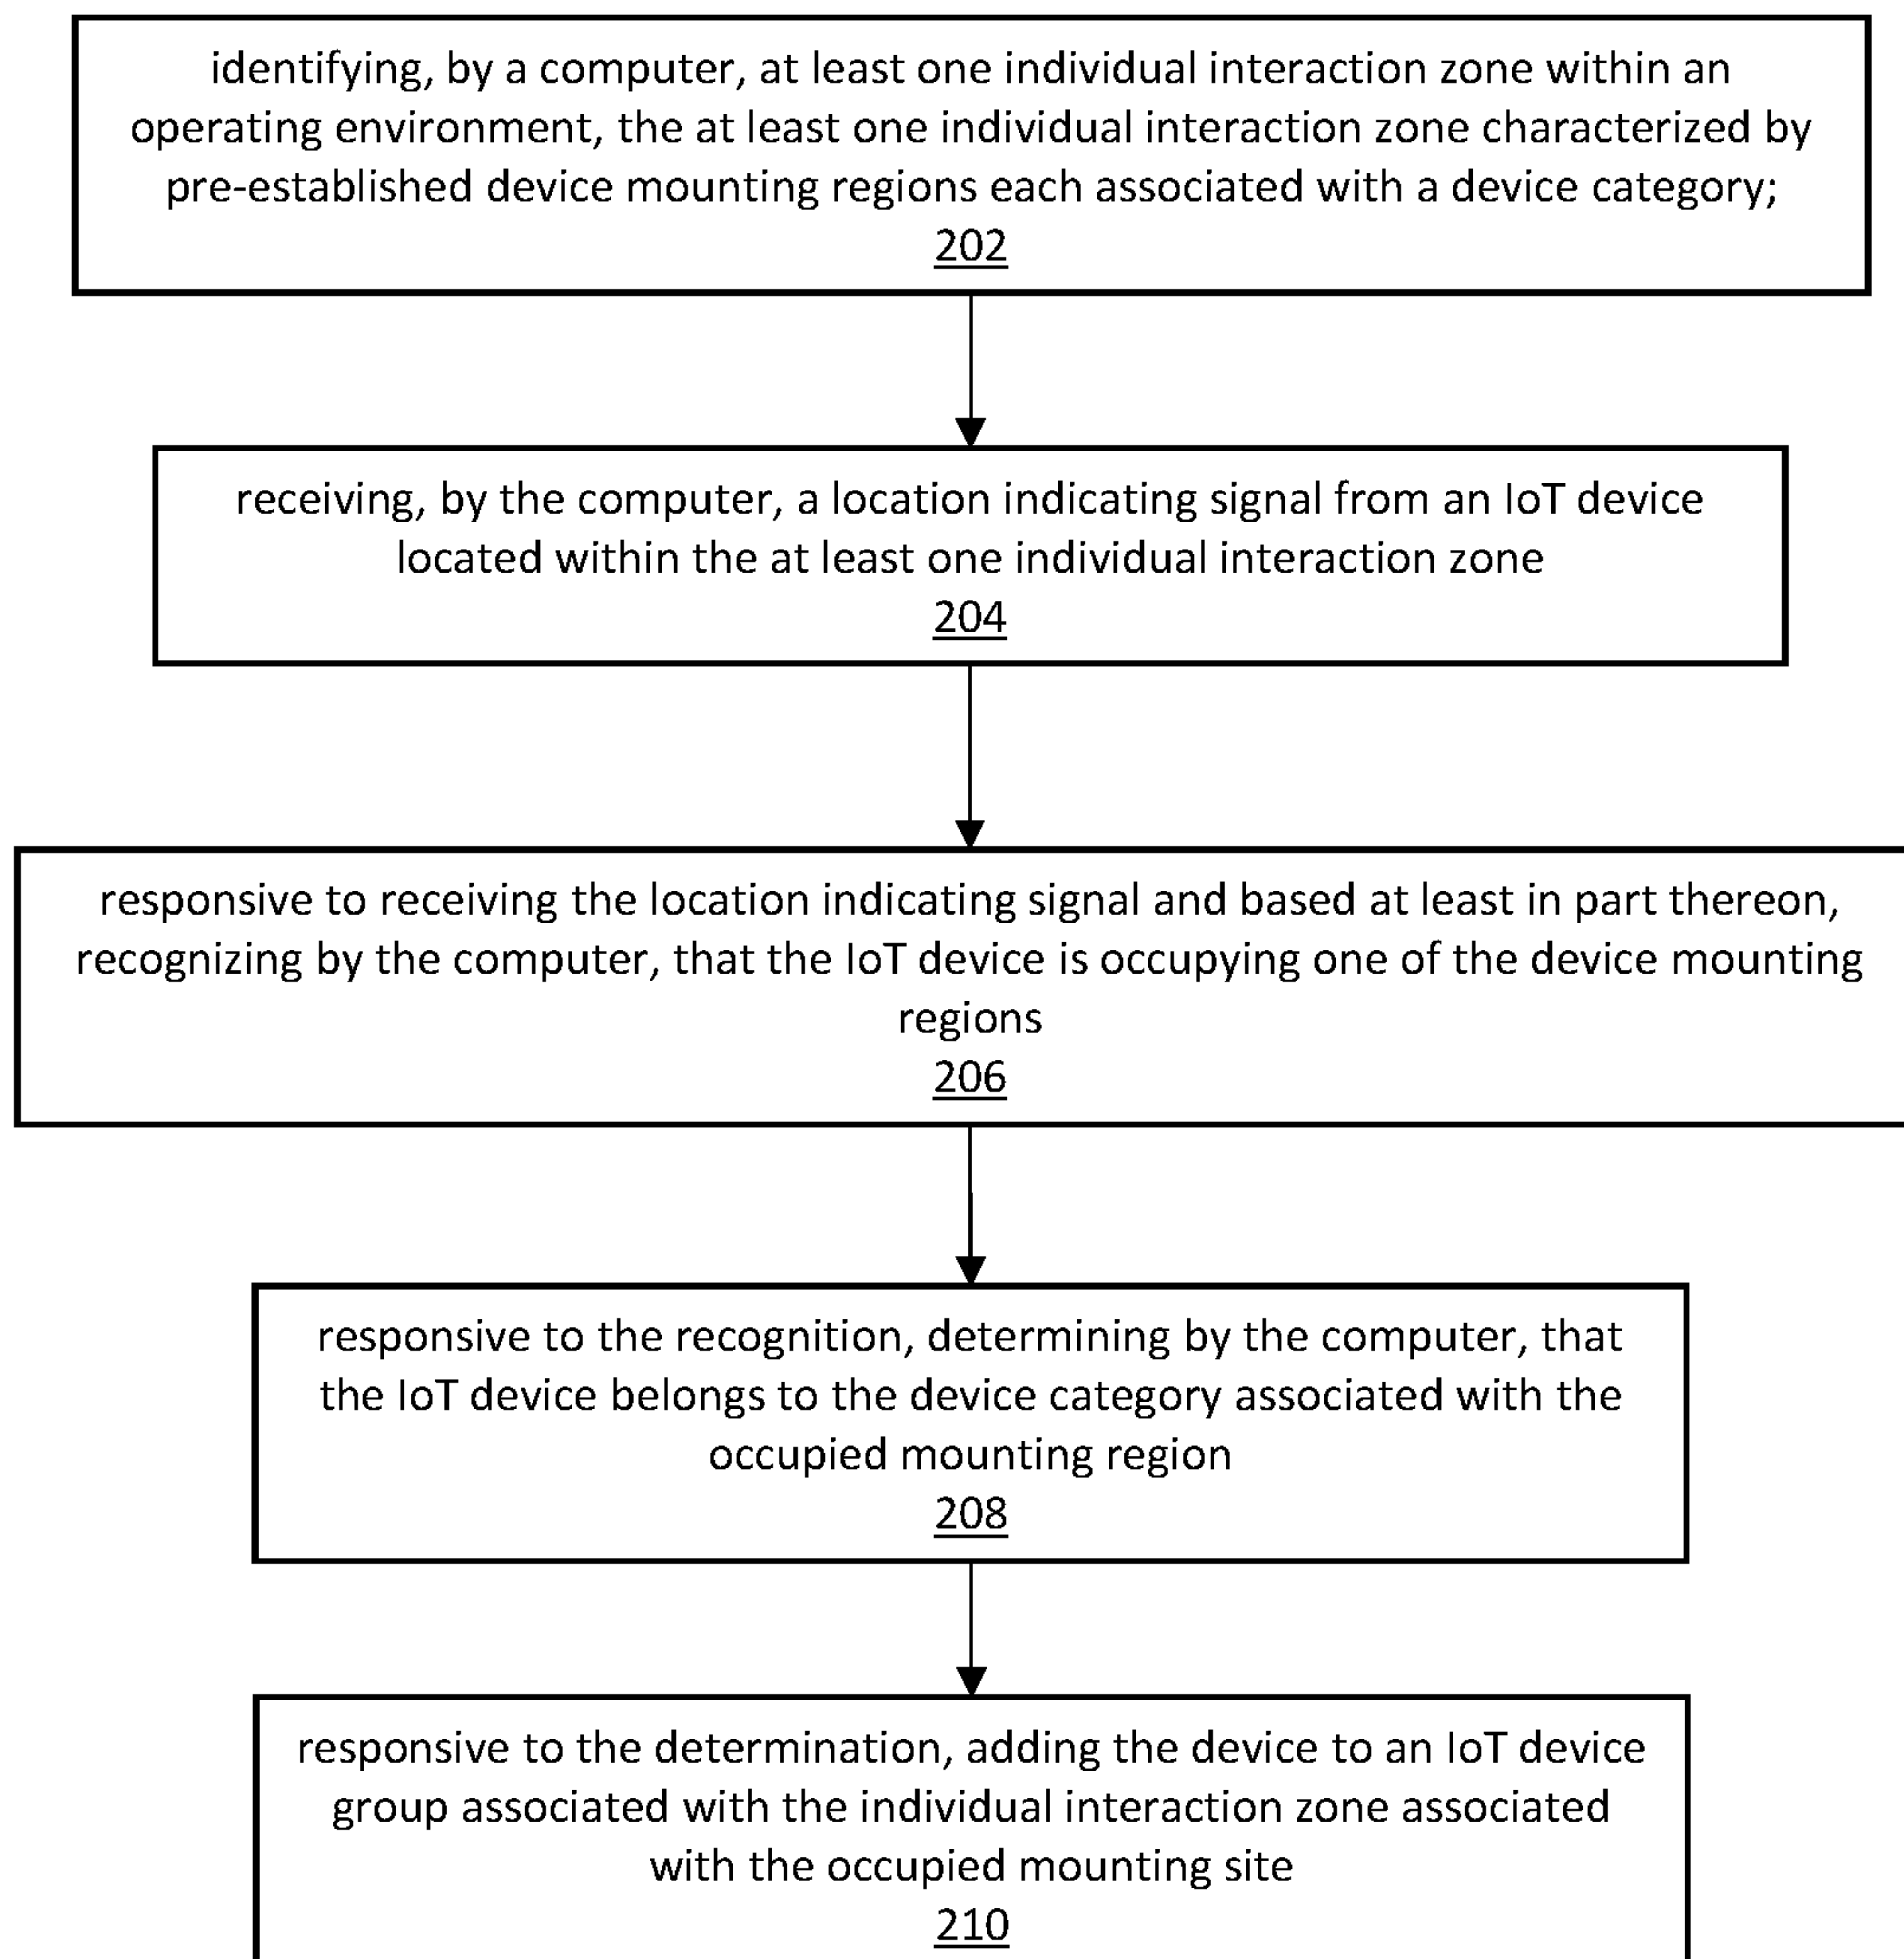 identifying, by a computer, at least one individual interaction zone within an
operating environment, the at least one individual interaction zone characterized by
pre-established device mounting regions each associated with a device category;
202
receiving, by the computer, a location indicating signal from an IoT device
located within the at least one individual interaction zone
204
responsive to receiving the location indicating signal and based at least in part thereon,
recognizing by the computer, that the IoT device is occupying one of the device mounting
regions
206
responsive to the recognition, determining by the computer, that
the IoT device belongs to the device category associated with the
occupied mounting region
208
responsive to the determination, adding the device to an IoT device
group associated with the individual interaction zone associated
with the occupied mounting site
210